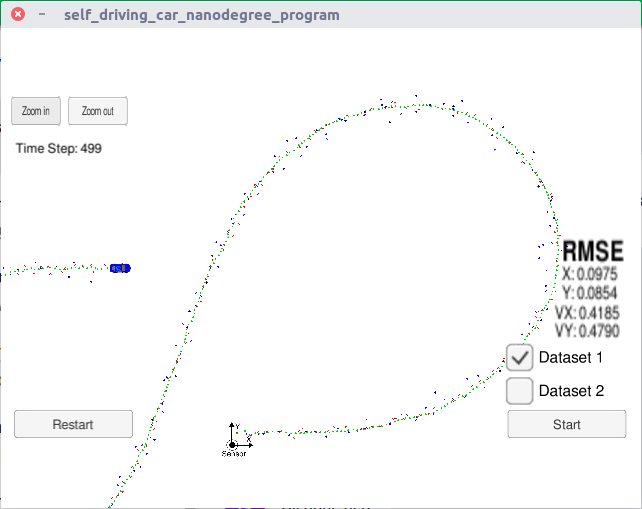 self_driving_car_nanodegree_program
Zoom in
Zoom out
Time Step: 499
RMSE
X: 0.0975
Y: 0.0854
VX: 0.4185
VY: 0.4790
Dataset 1
Dataset 2
Restart
Start
Y
X
Sensor